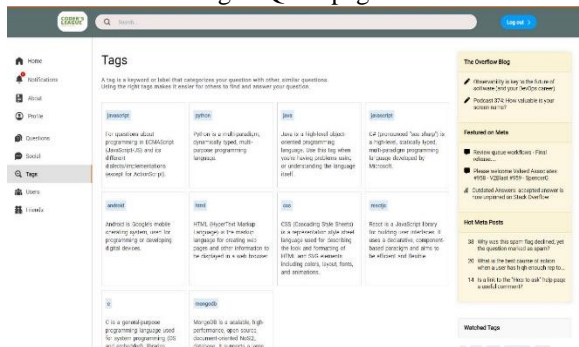 CODER'S
LEAGUE
Search...
Log out
Home
Notifications
About
Profile
Questions
Social
Tags
Users
Friends
Tags
A tag is a keyword or label that categorizes your question with other similar questions.
Using the right tags makes it easier for others to find and answer your question.
javascript
For questions about
programming in ECMAScript
(JavaScript/JS) and its
different
dialects/implementations
(except for ActionScript).
python
Python is a multi-paradigm,
dynamically typed, multi-
purpose programming
language.
java
Java is a high-level object-
oriented programming
language. Use this tag when
you're having problems using
or understanding the language
itself.
javascript
C# (pronounced "see sharp") is
a high-level, statically typed,
multi-paradigm programming
language developed by
Microsoft.
android
Android is Google's mobile
operating system, used for
programming or developing
digital devices.
html
HTML (HyperText Markup
Language) is the markup
language for creating web
pages and other information to
be displayed in a web browser.
css
CSS (Cascading Style Sheets)
is a representation style sheet
language used for describing
the look and formatting of
HTML and SVG elements
including colors, layout, fonts,
and animations.
reactjs
React is a JavaScript library
for building user interfaces. It
uses a declarative, component-
based paradigm and aims to
be efficient and flexible.
c
C is a general-purpose
programming language used
for system programming (OS
and embedded), libraries,
mongodb
MongoDB is a scalable, high-
performance, open source,
document-oriented NoSQL
database. It supports a large
The Overflow Blog
Observability is key to the future of
software (and your DevOps career)
Podcast 374: How valuable is your
screen name?
Featured on Meta
Review queue workflows - Final
release....
Please welcome Valued Associates:
#958 - V2Blast #959 - SpencerG
Outdated Answers: accepted answer is
now unpinned on Stack Overflow
Hot Meta Posts
38 Why was this spam flag declined, yet
the question marked as spam?
20 What is the best course of action
when a user has high enough rep to...
14 Is a link to the "How to ask" help page
a useful comment?
Watched Tags